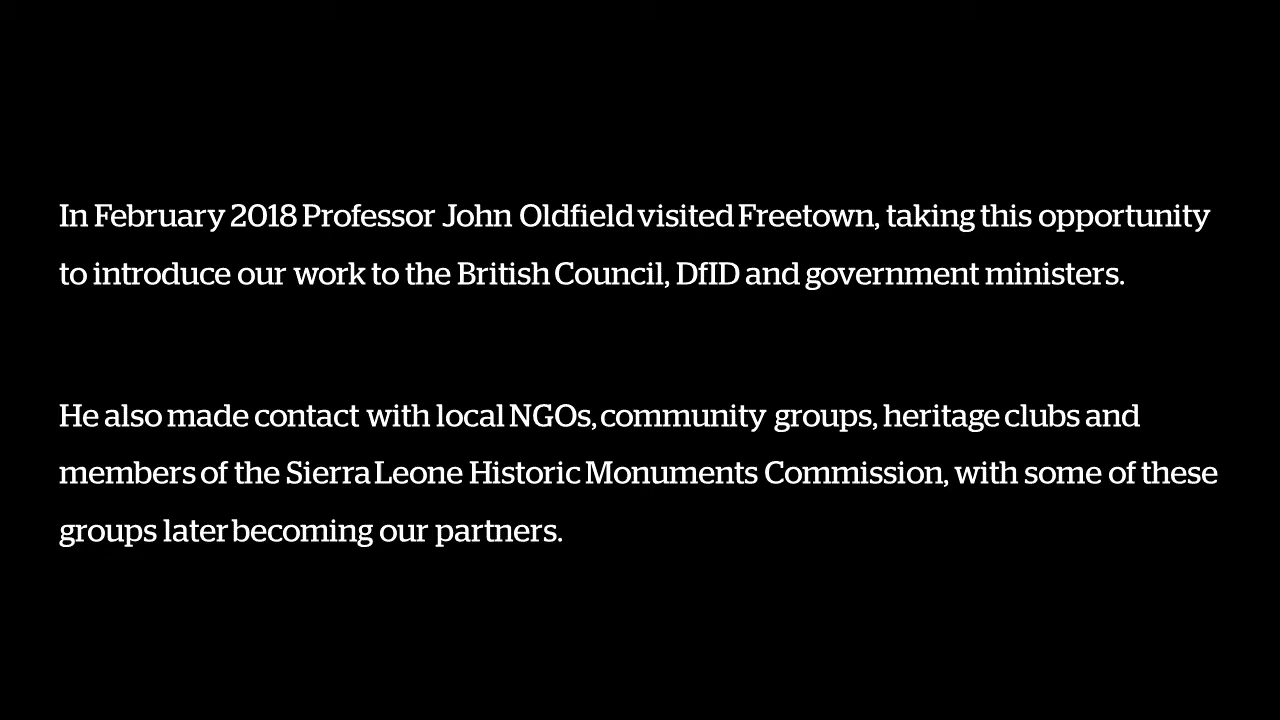 In February 2018 Professor John Oldfield visited Freetown, taking this opportunity
to introduce our work to the British Council, DfID and government ministers.
He also made contact with local NGOs, community groups, heritage clubs and
members of the Sierra Leone Historic Monuments Commission, with some of these
groups later becoming our partners.